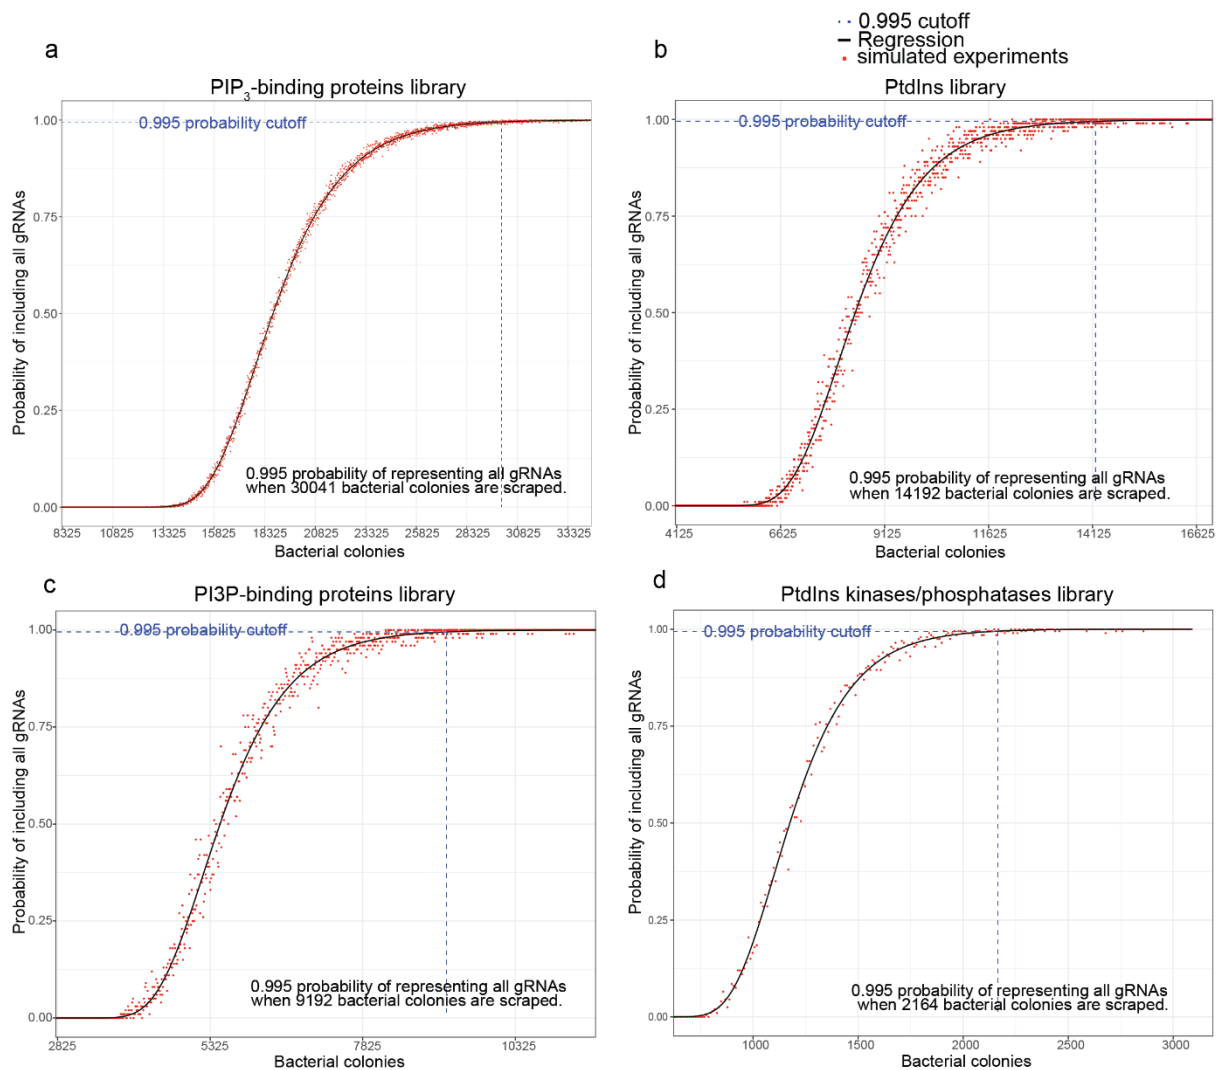 0.995 cutoff
Regression
simulated experiments
a
PIP3-binding proteins library
0.995 probability cutoff
Probability of including all gRNAs
1.00
0.75
0.50
0.25
0.00
0.995 probability of representing all gRNAs
when 30041 bacterial colonies are scraped.
8325 10825 13325 15825 18325 20825 23325 25825 28325 30825 33325
Bacterial colonies
b
PtdIns library
0.995 probability cutoff
Probability of including all gRNAs
1.00
0.75
0.50
0.25
0.00
0.995 probability of representing all gRNAs
when 14192 bacterial colonies are scraped.
4125 6625 9125 11625 14125 16625
Bacterial colonies
c
PI3P-binding proteins library
0.995 probability cutoff
Probability of including all gRNAs
1.00
0.75
0.50
0.25
0.00
0.995 probability of representing all gRNAs
when 9192 bacterial colonies are scraped.
2825 5325 7825 10325
Bacterial colonies
d
PtdIns kinases/phosphatases library
0.995 probability cutoff
Probability of including all gRNAs
1.00
0.75
0.50
0.25
0.00
0.995 probability of representing all gRNAs
when 2164 bacterial colonies are scraped.
1000 1500 2000 2500 3000
Bacterial colonies